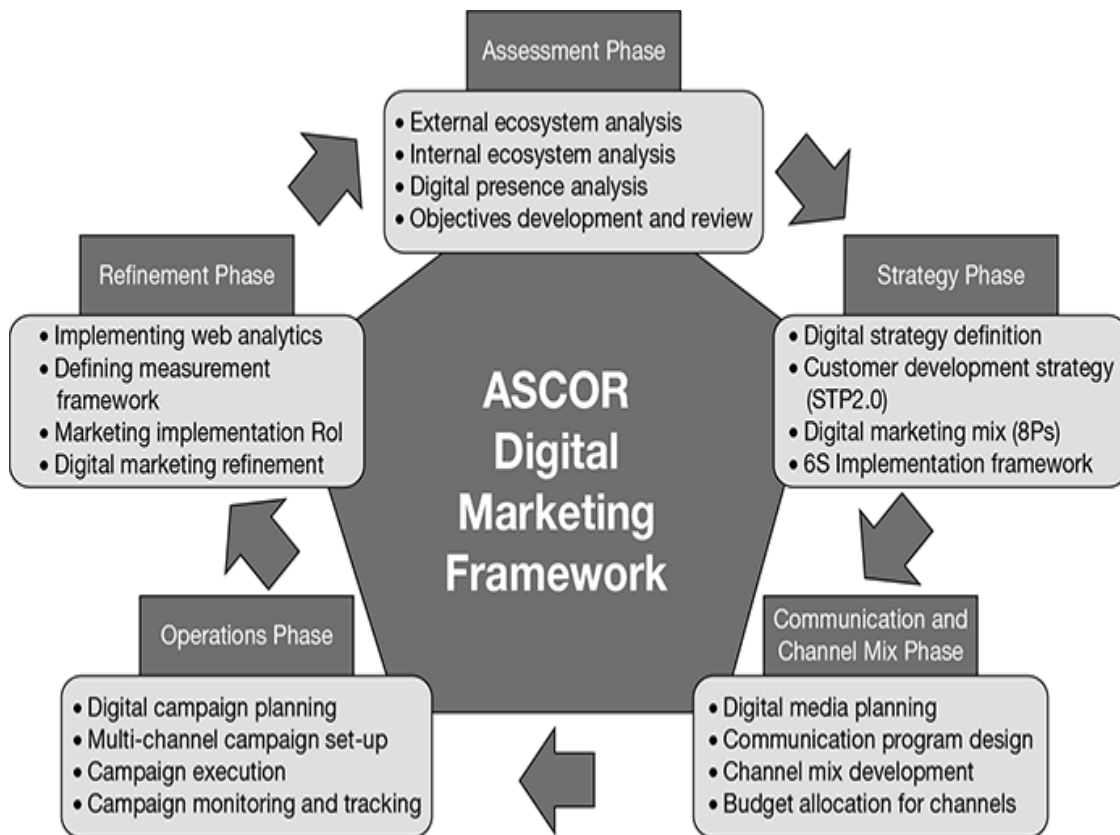 Assessment Phase
• External ecosystem analysis
• Internal ecosystem analysis
• Digital presence analysis
• Objectives development and review
Strategy Phase
• Digital strategy definition
• Customer development strategy
(STP2.0)
• Digital marketing mix (8Ps)
• 6S Implementation framework
Communication and
Channel Mix Phase
• Digital media planning
• Communication program design
• Channel mix development
• Budget allocation for channels
Operations Phase
• Digital campaign planning
• Multi-channel campaign set-up
• Campaign execution
• Campaign monitoring and tracking
Refinement Phase
• Implementing web analytics
• Defining measurement
framework
• Marketing implementation RoI
• Digital marketing refinement
ASCOR
Digital
Marketing
Framework